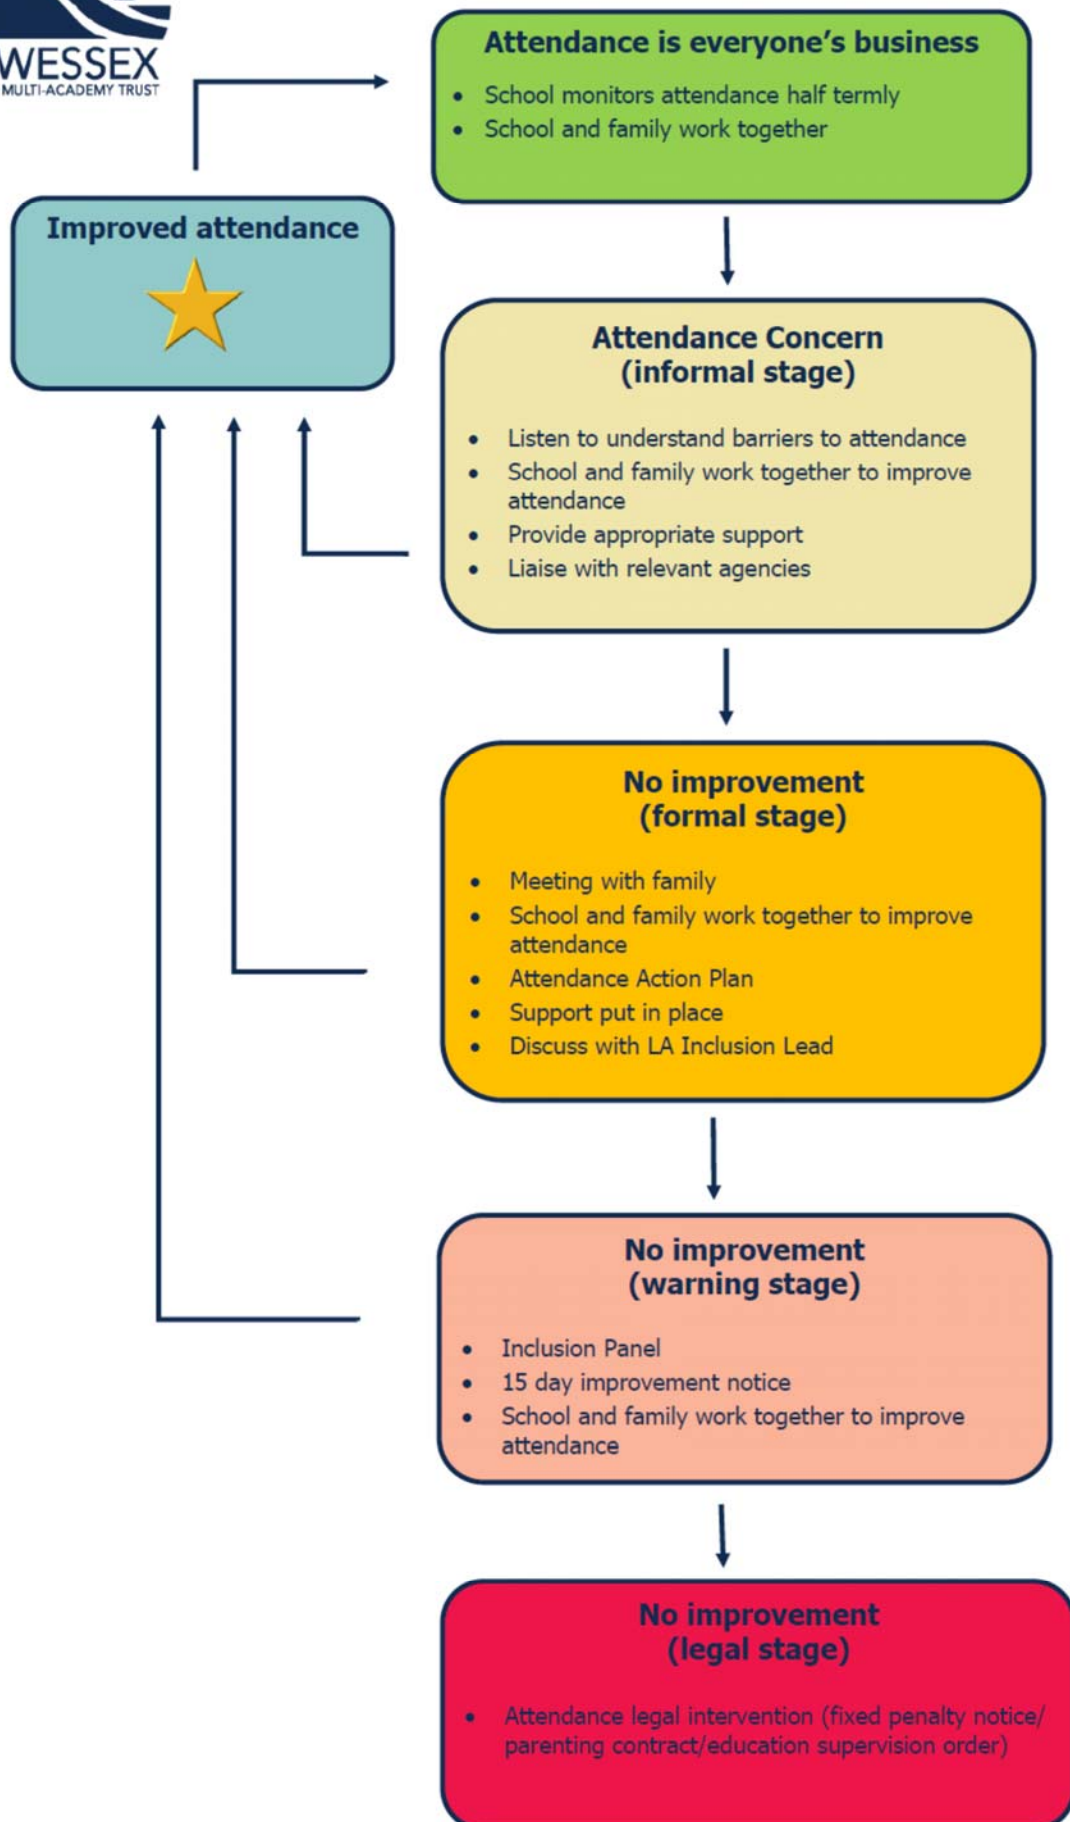 WESSEX
MULTI-ACADEMY TRUST
Attendance is everyone's business
• School monitors attendance half termly
• School and family work together
Improved attendance
Attendance Concern
(informal stage)
• Listen to understand barriers to attendance
• School and family work together to improve
attendance
• Provide appropriate support
• Liaise with relevant agencies
No improvement
(formal stage)
• Meeting with family
• School and family work together to improve
attendance
• Attendance Action Plan
• Support put in place
• Discuss with LA Inclusion Lead
No improvement
(warning stage)
• Inclusion Panel
• 15 day improvement notice
• School and family work together to improve
attendance
No improvement
(legal stage)
• Attendance legal intervention (fixed penalty notice/
parenting contract/education supervision order)